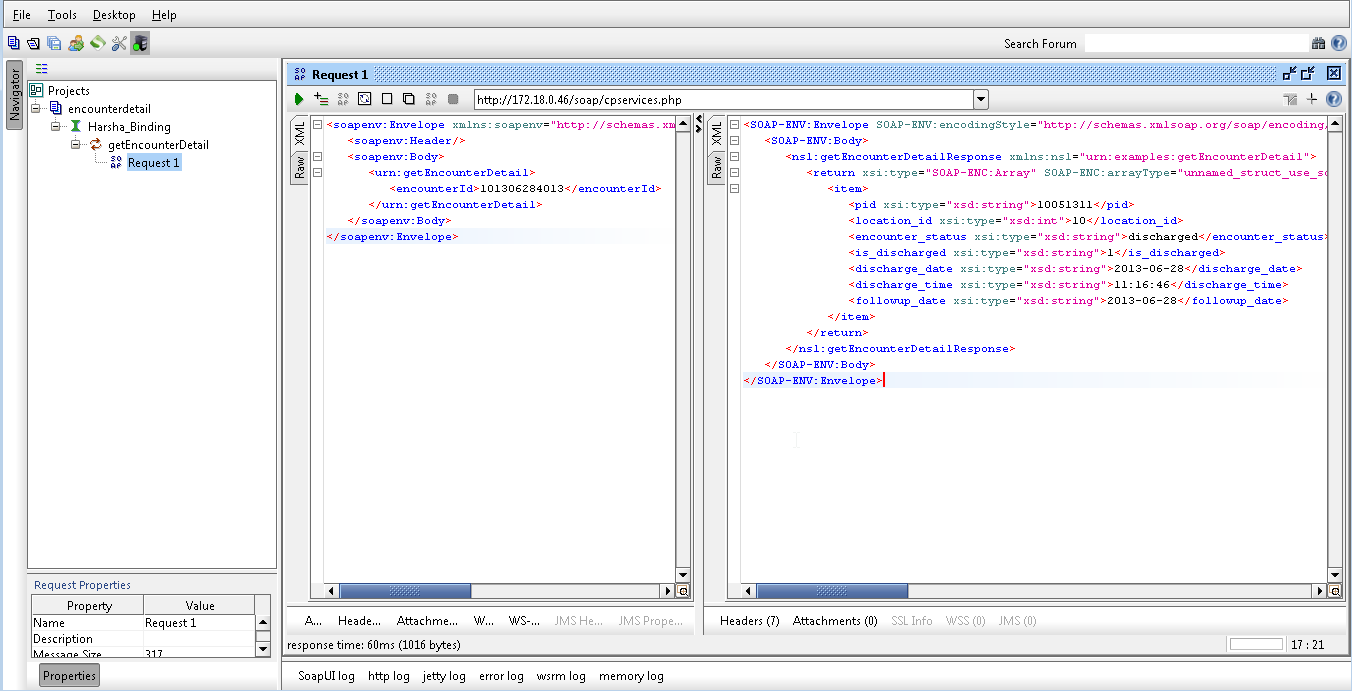 File Tools Desktop Help
Search Forum
Navigator
Projects
encounterdetail
Harsha_Binding
getEncounterDetail
SO AP Request 1
Request Properties
Property Value
Name Request 1
Description
Message Size 317
Properties
SO AP Request 1
http://172.18.0.46/soap/cpservices.php
XML
Raw
<soapenv:Envelope xmlns:soapenv="http://schemas.xm
<soapenv:Header/>
<soapenv:Body>
<urn:getEncounterDetail>
<encounterId>101306284013</encounterId>
</urn:getEncounterDetail>
</soapenv:Body>
</soapenv:Envelope>
A... Heade... Attachme... W... WS-... JMS He... JMS Prope...
XML
Raw
<SOAP-ENV:Envelope SOAP-ENV:encodingStyle="http://schemas.xmlsoap.org/soap/encoding/
<SOAP-ENV:Body>
<ns1:getEncounterDetailResponse xmlns:ns1="urn:examples:getEncounterDetail">
<return xsi:type="SOAP-ENC:Array" SOAP-ENC:arrayType="unnamed_struct_use_so
<item>
<pid xsi:type="xsd:string">10051311</pid>
<location_id xsi:type="xsd:int">10</location_id>
<encounter_status xsi:type="xsd:string">discharged</encounter_status>
<is_discharged xsi:type="xsd:string">1</is_discharged>
<discharge_date xsi:type="xsd:string">2013-06-28</discharge_date>
<discharge_time xsi:type="xsd:string">11:16:46</discharge_time>
<followup_date xsi:type="xsd:string">2013-06-28</followup_date>
</item>
</return>
</ns1:getEncounterDetailResponse>
</SOAP-ENV:Body>
</SOAP-ENV:Envelope>
Headers (7) Attachments (0) SSL Info WSS (0) JMS (0)
response time: 60ms (1016 bytes) 17 : 21
SoapUI log http log jetty log error log wsrm log memory log